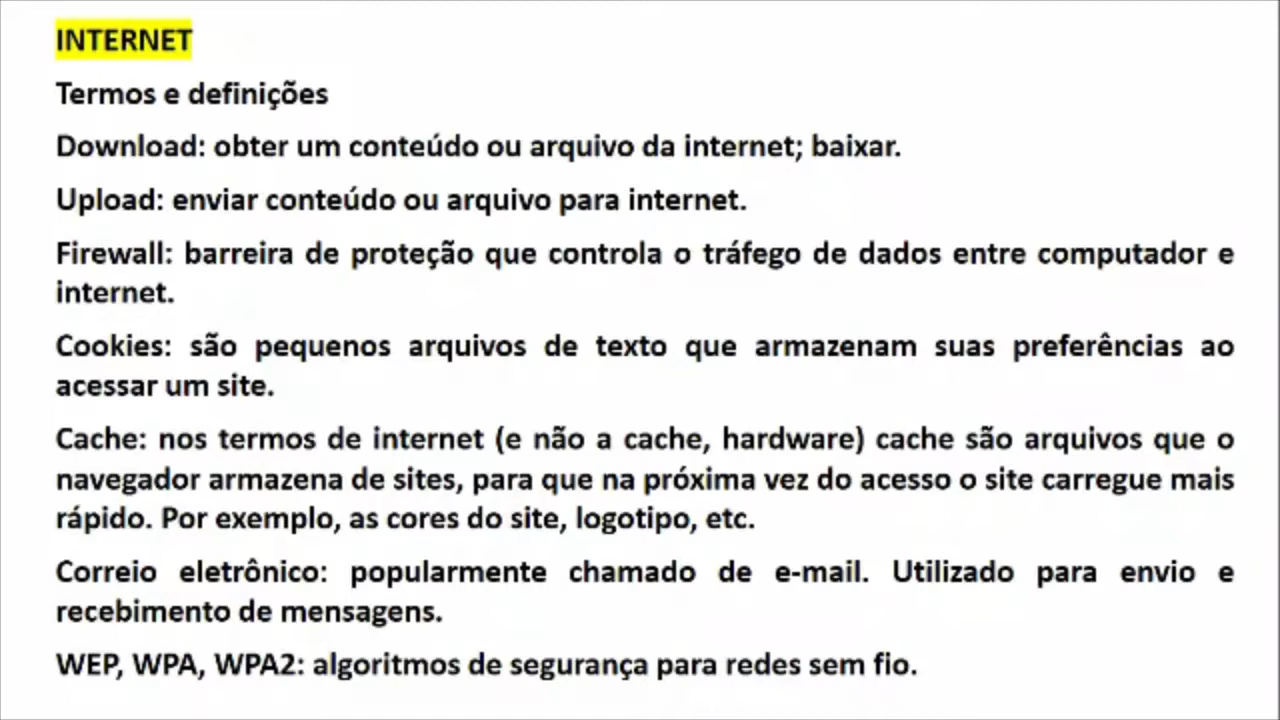 INTERNET
Termos e definições
Download: obter um conteúdo ou arquivo da internet; baixar.
Upload: enviar conteúdo ou arquivo para internet.
Firewall: barreira de proteção que controla o tráfego de dados entre computador e
internet.
Cookies: são pequenos arquivos de texto que armazenam suas preferências ao
acessar um site.
Cache: nos termos de internet (e não a cache, hardware) cache são arquivos que o
navegador armazena de sites, para que na próxima vez do acesso o site carregue mais
rápido. Por exemplo, as cores do site, logotipo, etc.
Correio eletrônico: popularmente chamado de e-mail. Utilizado para envio e
recebimento de mensagens.
WEP, WPA, WPA2: algoritmos de segurança para redes sem fio.